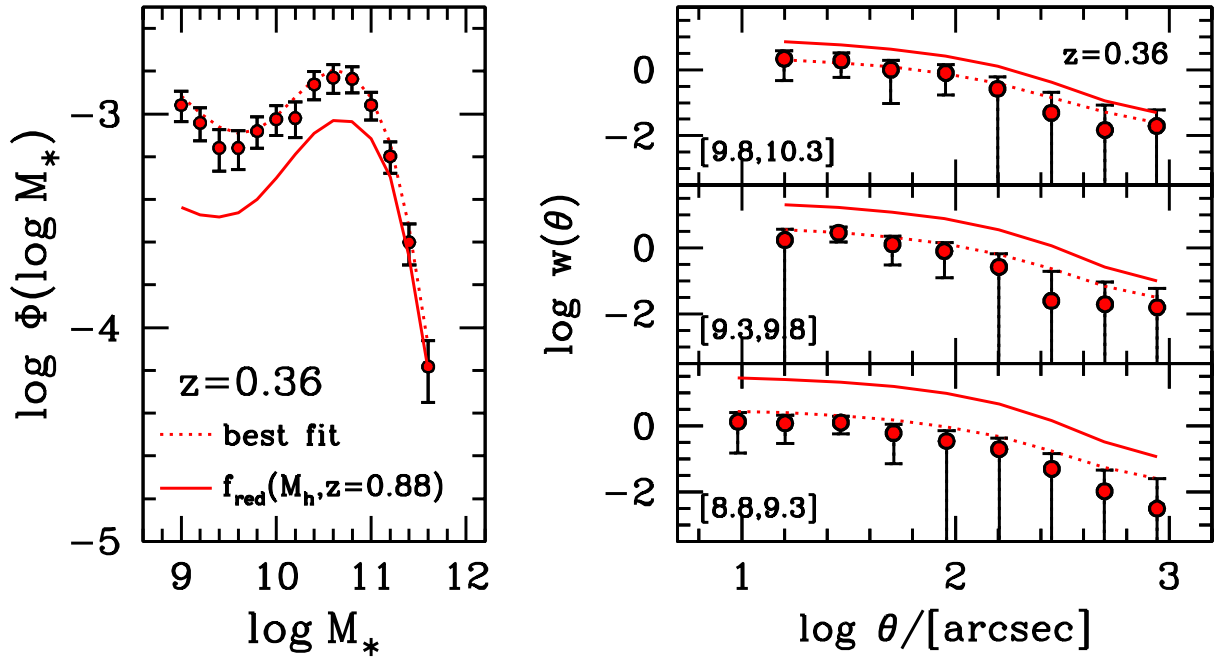 -3
-4
-5
log Φ(log M_*)
z=0.36
best fit
f_red(M_h,z=0.88)
9 10 11 12
log M_*
z=0.36
0
-2
[9.8,10.3]
0
-2
[9.3,9.8]
0
-2
[8.8,9.3]
log w(θ)
1 2 3
log θ/[arcsec]